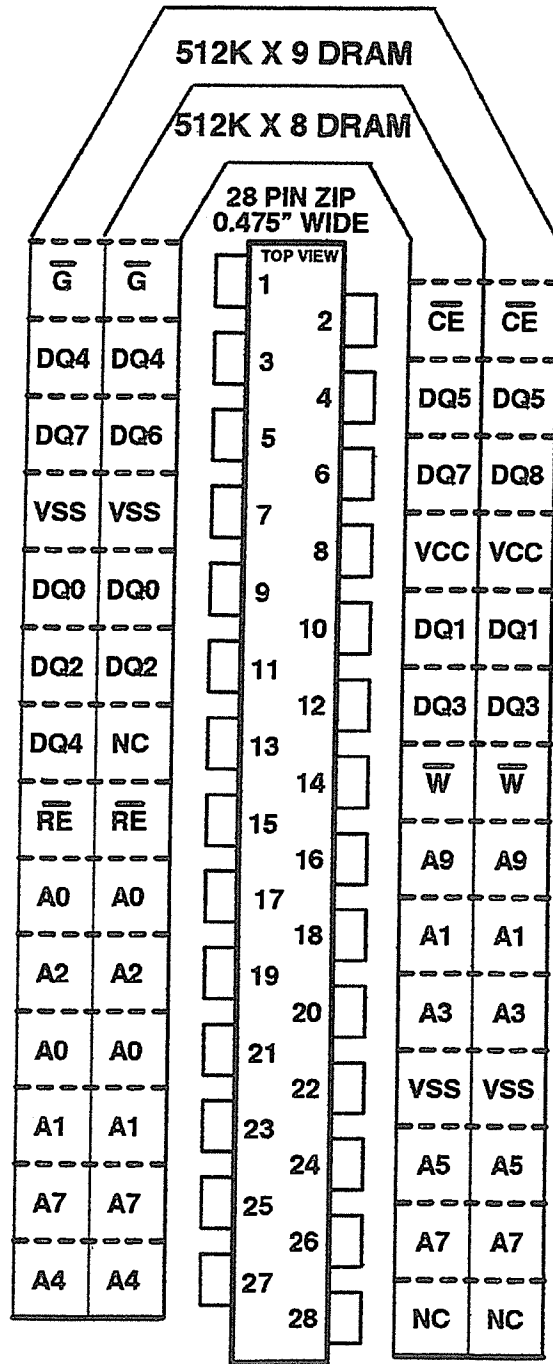 512K X 9 DRAM
512K X 8 DRAM
28 PIN ZIP
0.475" WIDE
TOP VIEW
G̅ G̅ 1
2 C̅E̅ C̅E̅
DQ4 DQ4 3
4 DQ5 DQ5
DQ7 DQ6 5
6 DQ7 DQ8
VSS VSS 7
8 VCC VCC
DQ0 DQ0 9
10 DQ1 DQ1
DQ2 DQ2 11
12 DQ3 DQ3
DQ4 NC 13
14 W̅ W̅
R̅E̅ R̅E̅ 15
16 A9 A9
A0 A0 17
18 A1 A1
A2 A2 19
20 A3 A3
A0 A0 21
22 VSS VSS
A1 A1 23
24 A5 A5
A7 A7 25
26 A7 A7
A4 A4 27
28 NC NC